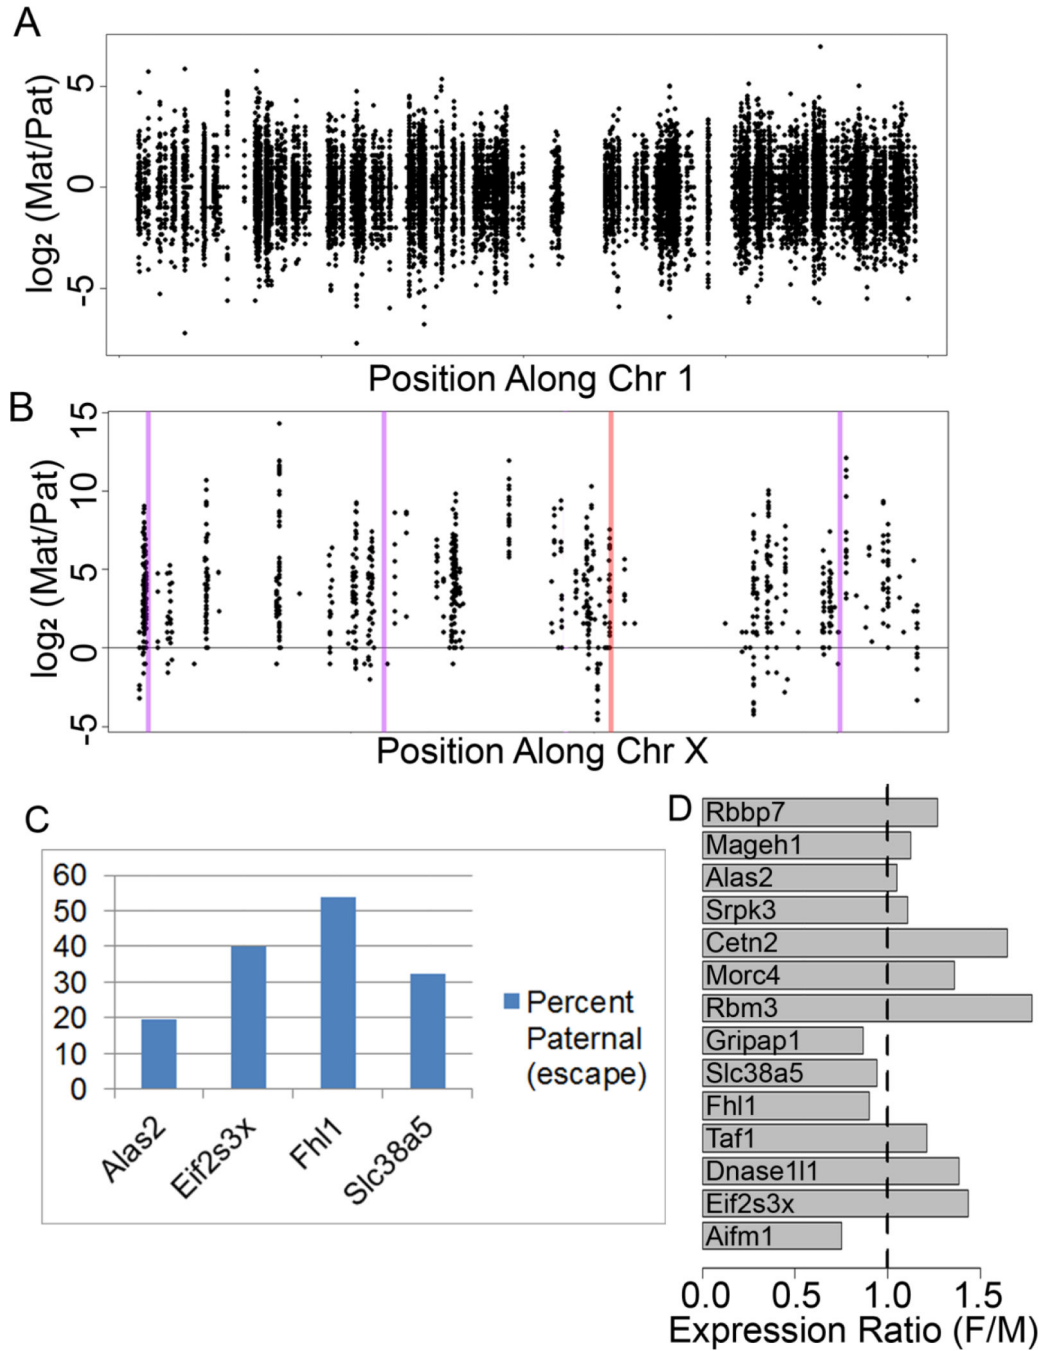 A
log₂ (Mat/Pat)
5
0
-5
Position Along Chr 1
B
log₂ (Mat/Pat)
15
10
5
0
-5
Position Along Chr X
C
60
50
40
30
20
10
0
Alas2
Eif2s3x
Fhl1
Slc38a5
Percent
Paternal
(escape)
D
Rbbp7
Mageh1
Alas2
Srpk3
Cetn2
Morc4
Rbm3
Gripap1
Slc38a5
Fhl1
Taf1
Dnase1l1
Eif2s3x
Aifm1
0.0 0.5 1.0 1.5
Expression Ratio (F/M)